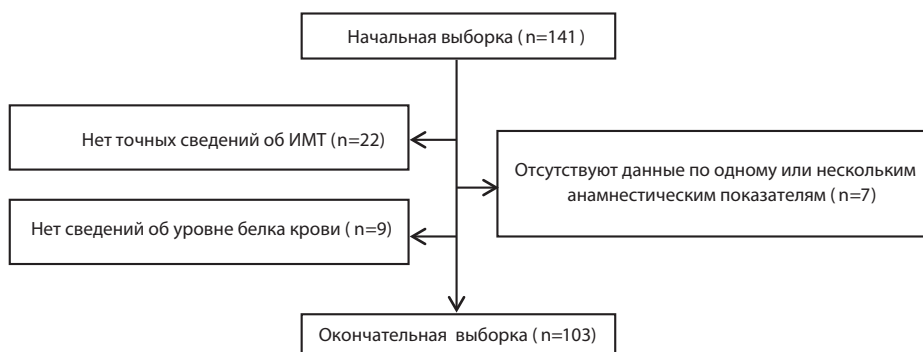 Начальная выборка (n=141)
Нет точных сведений об ИМТ (n=22)
Отсутствуют данные по одному или нескольким
анамнестическим показателям (n=7)
Нет сведений об уровне белка крови (n=9)
Окончательная выборка (n=103)